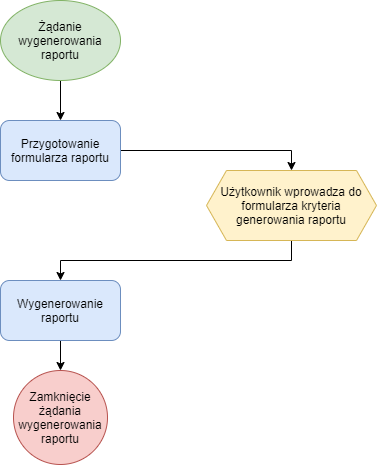 Żądanie
wygenerowania
raportu
Przygotowanie
formularza raportu
Użytkownik wprowadza do
formularza kryteria
generowania raportu
Wygenerowanie
raportu
Zamknięcie
żądania
wygenerowania
raportu